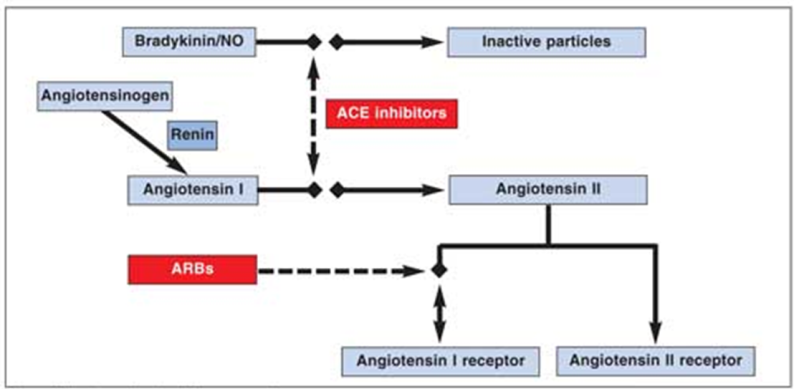 Bradykinin/NO
Inactive particles
Angiotensinogen
ACE inhibitors
Renin
Angiotensin I
Angiotensin II
ARBs
Angiotensin I receptor
Angiotensin II receptor